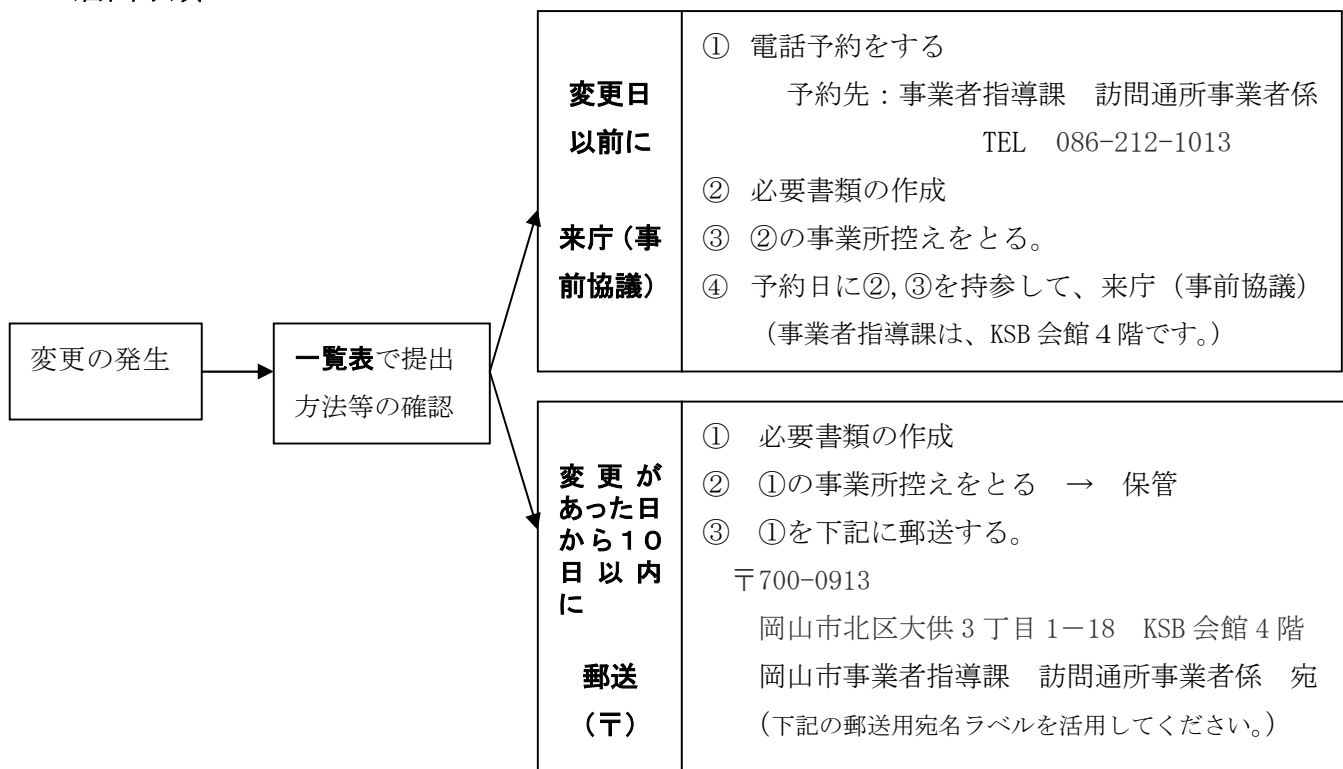 変更の発生
一覧表で提出
方法等の確認
変更日
以前に
来庁（事
前協議）
① 電話予約をする
予約先：事業者指導課　訪問通所事業者係
TEL　086-212-1013
② 必要書類の作成
③ ②の事業所控えをとる。
④ 予約日に②,③を持参して、来庁（事前協議）
（事業者指導課は、KSB会館４階です。）
変更が
あった日
から１０
日以内
に
郵送
（〒）
① 必要書類の作成
② ①の事業所控えをとる　→　保管
③ ①を下記に郵送する。
〒700-0913
岡山市北区大供３丁目１－18　KSB会館４階
岡山市事業者指導課　訪問通所事業者係　宛
（下記の郵送用宛名ラベルを活用してください。）